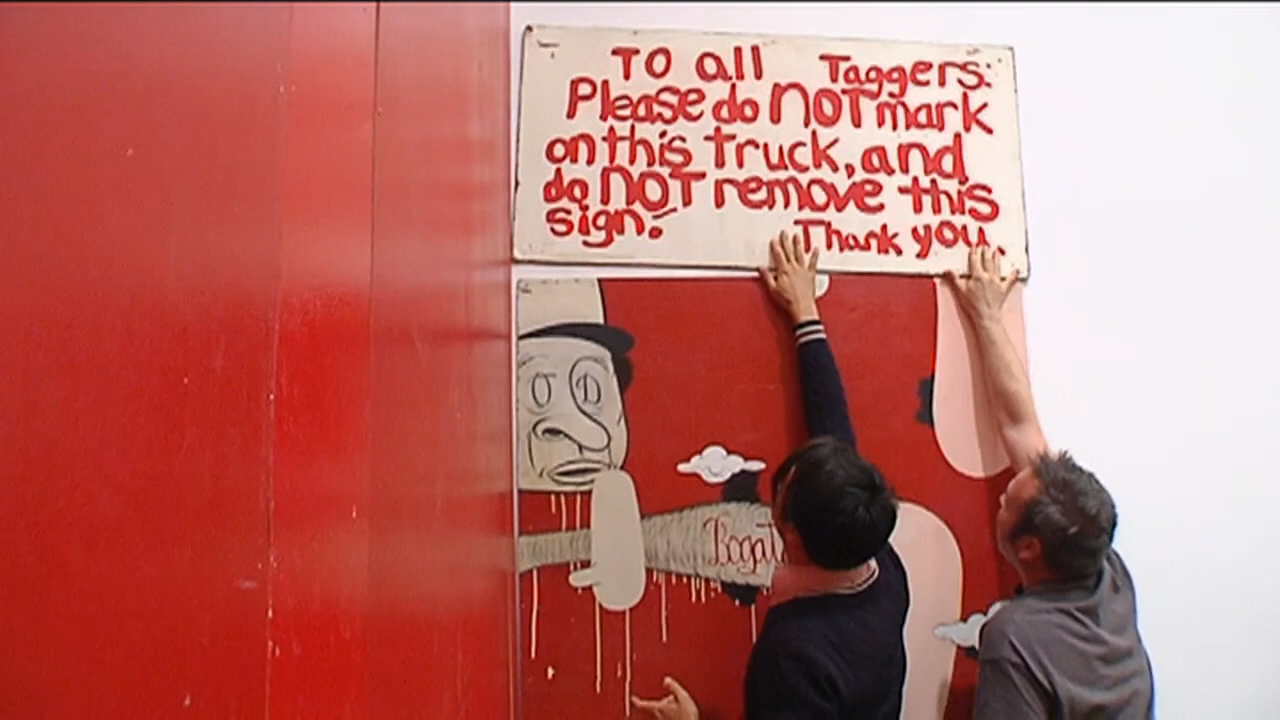 TO all Taggers:
Please do NOT mark
on this truck, and
do NOT remove this
sign.
Thank you.